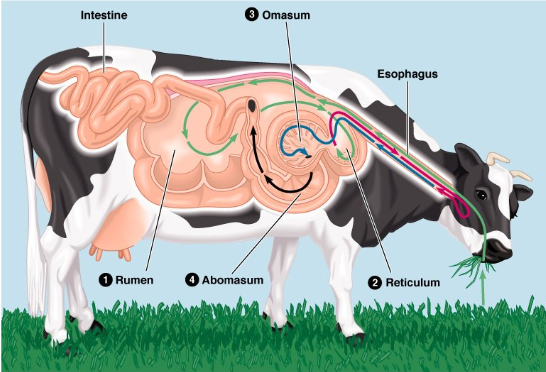 Intestine
3 Omasum
Esophagus
1 Rumen
4 Abomasum
2 Reticulum